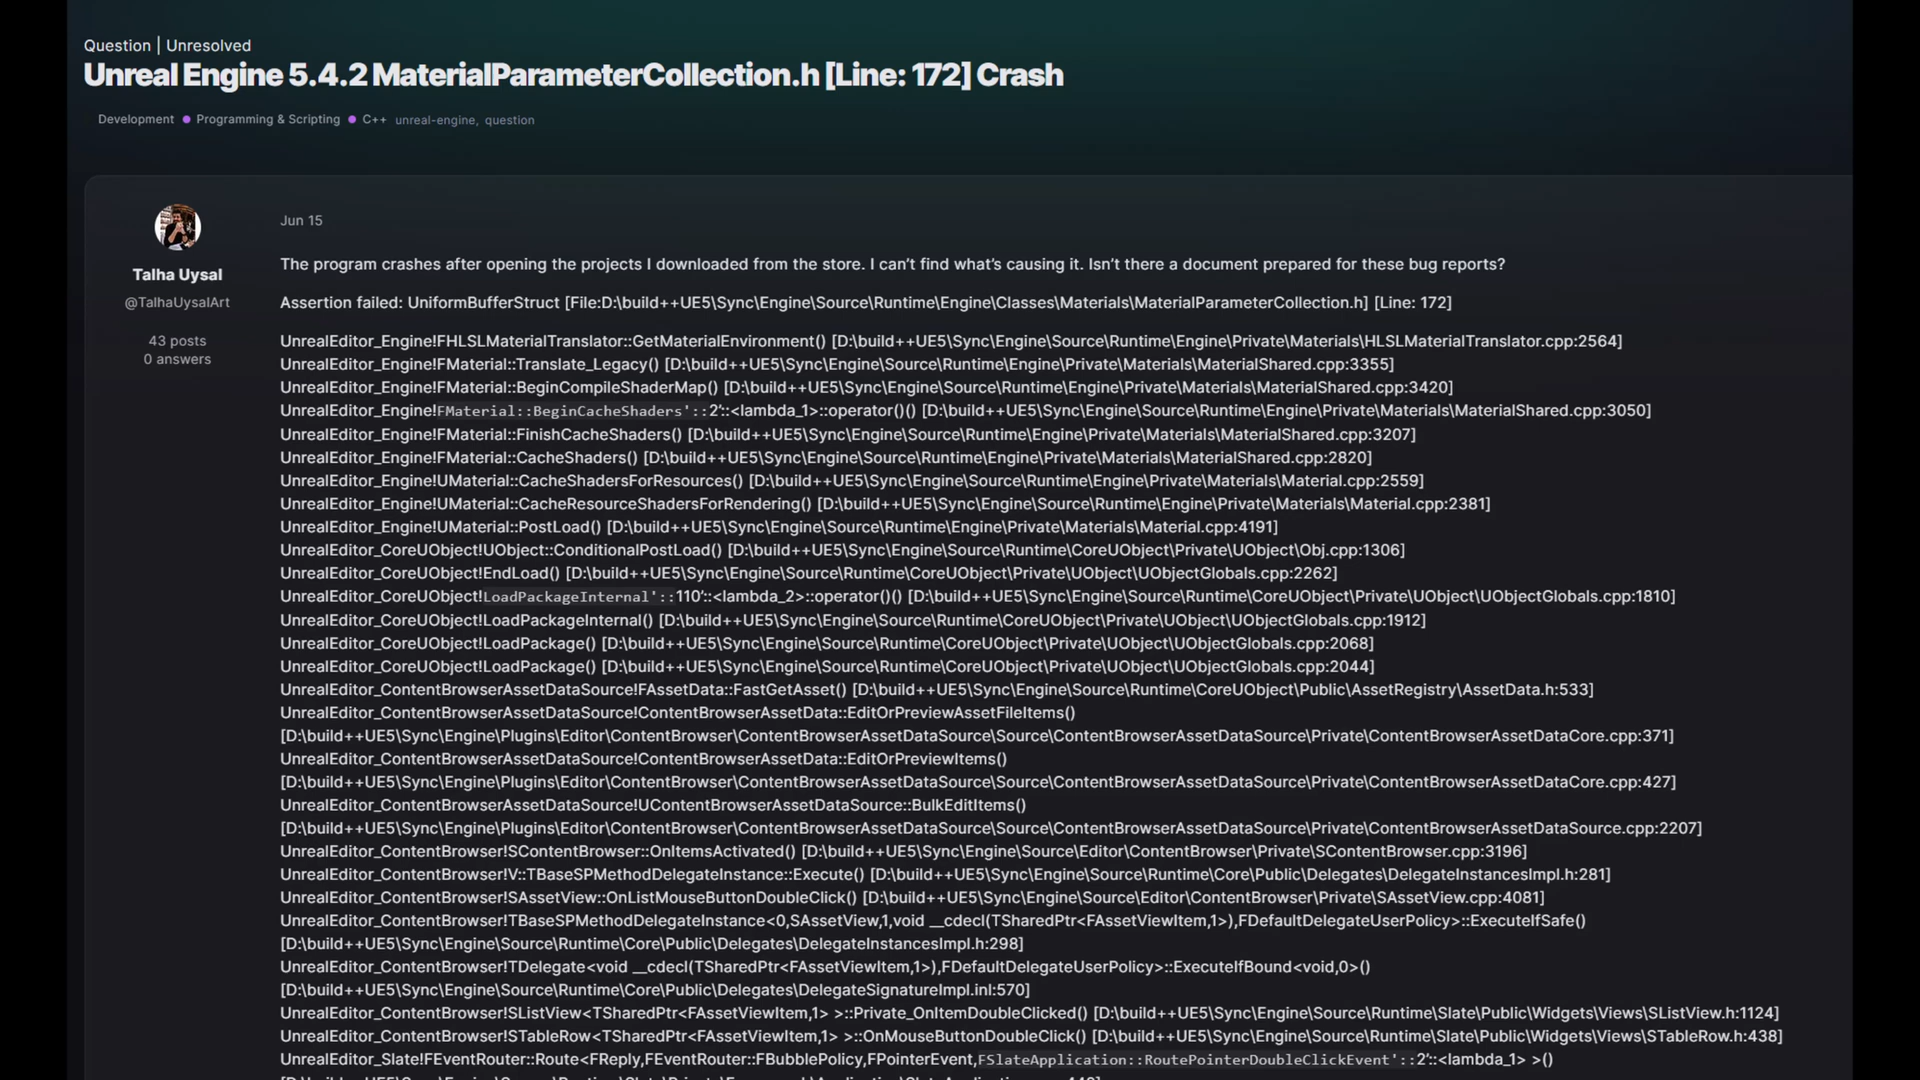 Question | Unresolved
Unreal Engine 5.4.2 MaterialParameterCollection.h [Line: 172] Crash
Development Programming & Scripting C++ unreal-engine, question
Talha Uysal
@TalhaUysalArt
43 posts
0 answers
Jun 15
The program crashes after opening the projects I downloaded from the store. I can’t find what’s causing it. Isn’t there a document prepared for these bug reports?
Assertion failed: UniformBufferStruct [File:D:\build++UE5\Sync\Engine\Source\Runtime\Engine\Classes\Materials\MaterialParameterCollection.h] [Line: 172]
UnrealEditor_Engine!FHLSLMaterialTranslator::GetMaterialEnvironment() [D:\build++UE5\Sync\Engine\Source\Runtime\Engine\Private\Materials\HLSLMaterialTranslator.cpp:2564]
UnrealEditor_Engine!FMaterial::Translate_Legacy() [D:\build++UE5\Sync\Engine\Source\Runtime\Engine\Private\Materials\MaterialShared.cpp:3355]
UnrealEditor_Engine!FMaterial::BeginCompileShaderMap() [D:\build++UE5\Sync\Engine\Source\Runtime\Engine\Private\Materials\MaterialShared.cpp:3420]
UnrealEditor_Engine!FMaterial::BeginCacheShaders'::2’::<lambda_1>::operator()() [D:\build++UE5\Sync\Engine\Source\Runtime\Engine\Private\Materials\MaterialShared.cpp:3050]
UnrealEditor_Engine!FMaterial::FinishCacheShaders() [D:\build++UE5\Sync\Engine\Source\Runtime\Engine\Private\Materials\MaterialShared.cpp:3207]
UnrealEditor_Engine!FMaterial::CacheShaders() [D:\build++UE5\Sync\Engine\Source\Runtime\Engine\Private\Materials\MaterialShared.cpp:2820]
UnrealEditor_Engine!UMaterial::CacheShadersForResources() [D:\build++UE5\Sync\Engine\Source\Runtime\Engine\Private\Materials\Material.cpp:2559]
UnrealEditor_Engine!UMaterial::CacheResourceShadersForRendering() [D:\build++UE5\Sync\Engine\Source\Runtime\Engine\Private\Materials\Material.cpp:2381]
UnrealEditor_Engine!UMaterial::PostLoad() [D:\build++UE5\Sync\Engine\Source\Runtime\Engine\Private\Materials\Material.cpp:4191]
UnrealEditor_CoreUObject!UObject::ConditionalPostLoad() [D:\build++UE5\Sync\Engine\Source\Runtime\CoreUObject\Private\UObject\Obj.cpp:1306]
UnrealEditor_CoreUObject!EndLoad() [D:\build++UE5\Sync\Engine\Source\Runtime\CoreUObject\Private\UObject\UObjectGlobals.cpp:2262]
UnrealEditor_CoreUObject!LoadPackageInternal'::110’::<lambda_2>::operator()() [D:\build++UE5\Sync\Engine\Source\Runtime\CoreUObject\Private\UObject\UObjectGlobals.cpp:1810]
UnrealEditor_CoreUObject!LoadPackageInternal() [D:\build++UE5\Sync\Engine\Source\Runtime\CoreUObject\Private\UObject\UObjectGlobals.cpp:1912]
UnrealEditor_CoreUObject!LoadPackage() [D:\build++UE5\Sync\Engine\Source\Runtime\CoreUObject\Private\UObject\UObjectGlobals.cpp:2068]
UnrealEditor_CoreUObject!LoadPackage() [D:\build++UE5\Sync\Engine\Source\Runtime\CoreUObject\Private\UObject\UObjectGlobals.cpp:2044]
UnrealEditor_ContentBrowserAssetDataSource!FAssetData::FastGetAsset() [D:\build++UE5\Sync\Engine\Source\Runtime\CoreUObject\Public\AssetRegistry\AssetData.h:533]
UnrealEditor_ContentBrowserAssetDataSource!ContentBrowserAssetData::EditOrPreviewAssetFileItems()
[D:\build++UE5\Sync\Engine\Plugins\Editor\ContentBrowser\ContentBrowserAssetDataSource\Source\ContentBrowserAssetDataSource\Private\ContentBrowserAssetDataCore.cpp:371]
UnrealEditor_ContentBrowserAssetDataSource!ContentBrowserAssetData::EditOrPreviewItems()
[D:\build++UE5\Sync\Engine\Plugins\Editor\ContentBrowser\ContentBrowserAssetDataSource\Source\ContentBrowserAssetDataSource\Private\ContentBrowserAssetDataCore.cpp:427]
UnrealEditor_ContentBrowserAssetDataSource!UContentBrowserAssetDataSource::BulkEditItems()
[D:\build++UE5\Sync\Engine\Plugins\Editor\ContentBrowser\ContentBrowserAssetDataSource\Source\ContentBrowserAssetDataSource\Private\ContentBrowserAssetDataSource.cpp:2207]
UnrealEditor_ContentBrowser!SContentBrowser::OnItemsActivated() [D:\build++UE5\Sync\Engine\Source\Editor\ContentBrowser\Private\SContentBrowser.cpp:3196]
UnrealEditor_ContentBrowser!V::TBaseSPMethodDelegateInstance::Execute() [D:\build++UE5\Sync\Engine\Source\Runtime\Core\Public\Delegates\DelegateInstancesImpl.h:281]
UnrealEditor_ContentBrowser!SAssetView::OnListMouseButtonDoubleClick() [D:\build++UE5\Sync\Engine\Source\Editor\ContentBrowser\Private\SAssetView.cpp:4081]
UnrealEditor_ContentBrowser!TBaseSPMethodDelegateInstance<0,SAssetView,1,void __cdecl(TSharedPtr<FAssetViewItem,1>),FDefaultDelegateUserPolicy>::ExecuteIfSafe()
[D:\build++UE5\Sync\Engine\Source\Runtime\Core\Public\Delegates\DelegateInstancesImpl.h:298]
UnrealEditor_ContentBrowser!TDelegate<void __cdecl(TSharedPtr<FAssetViewItem,1>),FDefaultDelegateUserPolicy>::ExecuteIfBound<void,0>()
[D:\build++UE5\Sync\Engine\Source\Runtime\Core\Public\Delegates\DelegateSignatureImpl.inl:570]
UnrealEditor_ContentBrowser!SListView<TSharedPtr<FAssetViewItem,1> >::Private_OnItemDoubleClicked() [D:\build++UE5\Sync\Engine\Source\Runtime\Slate\Public\Widgets\Views\SListView.h:1124]
UnrealEditor_ContentBrowser!STableRow<TSharedPtr<FAssetViewItem,1> >::OnMouseButtonDoubleClick() [D:\build++UE5\Sync\Engine\Source\Runtime\Slate\Public\Widgets\Views\STableRow.h:438]
UnrealEditor_Slate!FEventRouter::Route<FReply,FEventRouter::FBubblePolicy,FPointerEvent,FSlateApplication::RoutePointerDoubleClickEvent'::2’::<lambda_1> >()